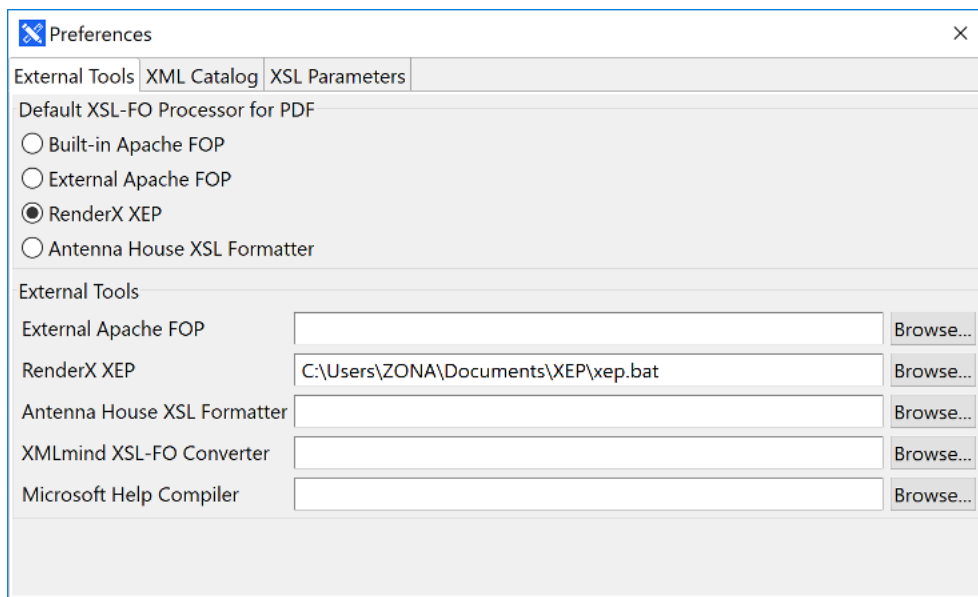 Preferences
External Tools XML Catalog XSL Parameters
Default XSL-FO Processor for PDF
Built-in Apache FOP
External Apache FOP
RenderX XEP
Antenna House XSL Formatter
External Tools
External Apache FOP Browse...
RenderX XEP C:\Users\ZONA\Documents\XEP\xep.bat Browse...
Antenna House XSL Formatter Browse...
XMLmind XSL-FO Converter Browse...
Microsoft Help Compiler Browse...